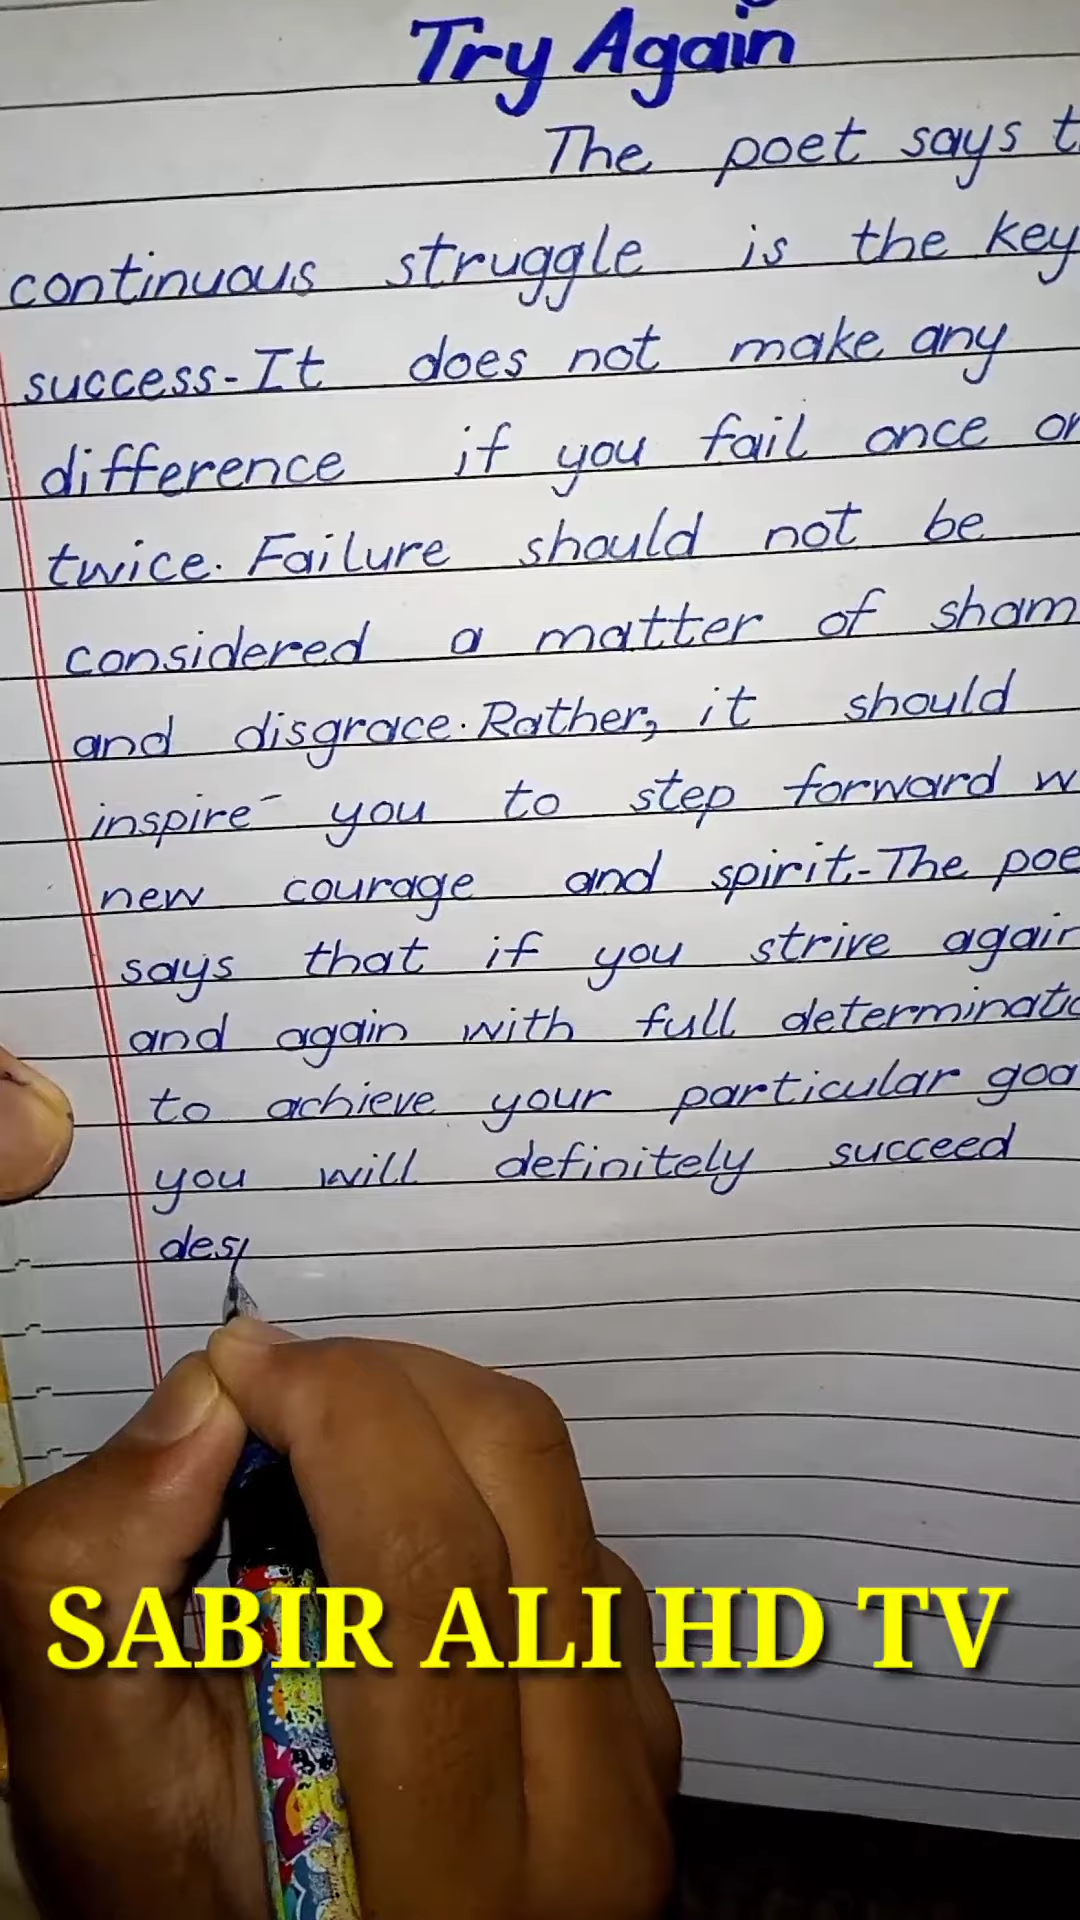 Try Again
The poet says t
continuous struggle is the key
success-It does not make any
difference if you fail once or
twice. Failure should not be
considered a matter of sham
and disgrace. Rather, it should
inspire you to step forward w
new courage and spirit.-The poe
says that if you strive again
and again with full determinatio
to achieve your particular goa
you will definitely succeed
des
SABIR ALI HD TV